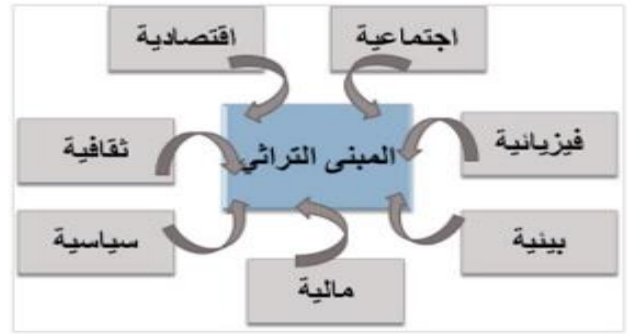 اجتماعية
اقتصادية
فيزيائية
المبنى التراثي
ثقافية
بيئية
سياسية
مالية